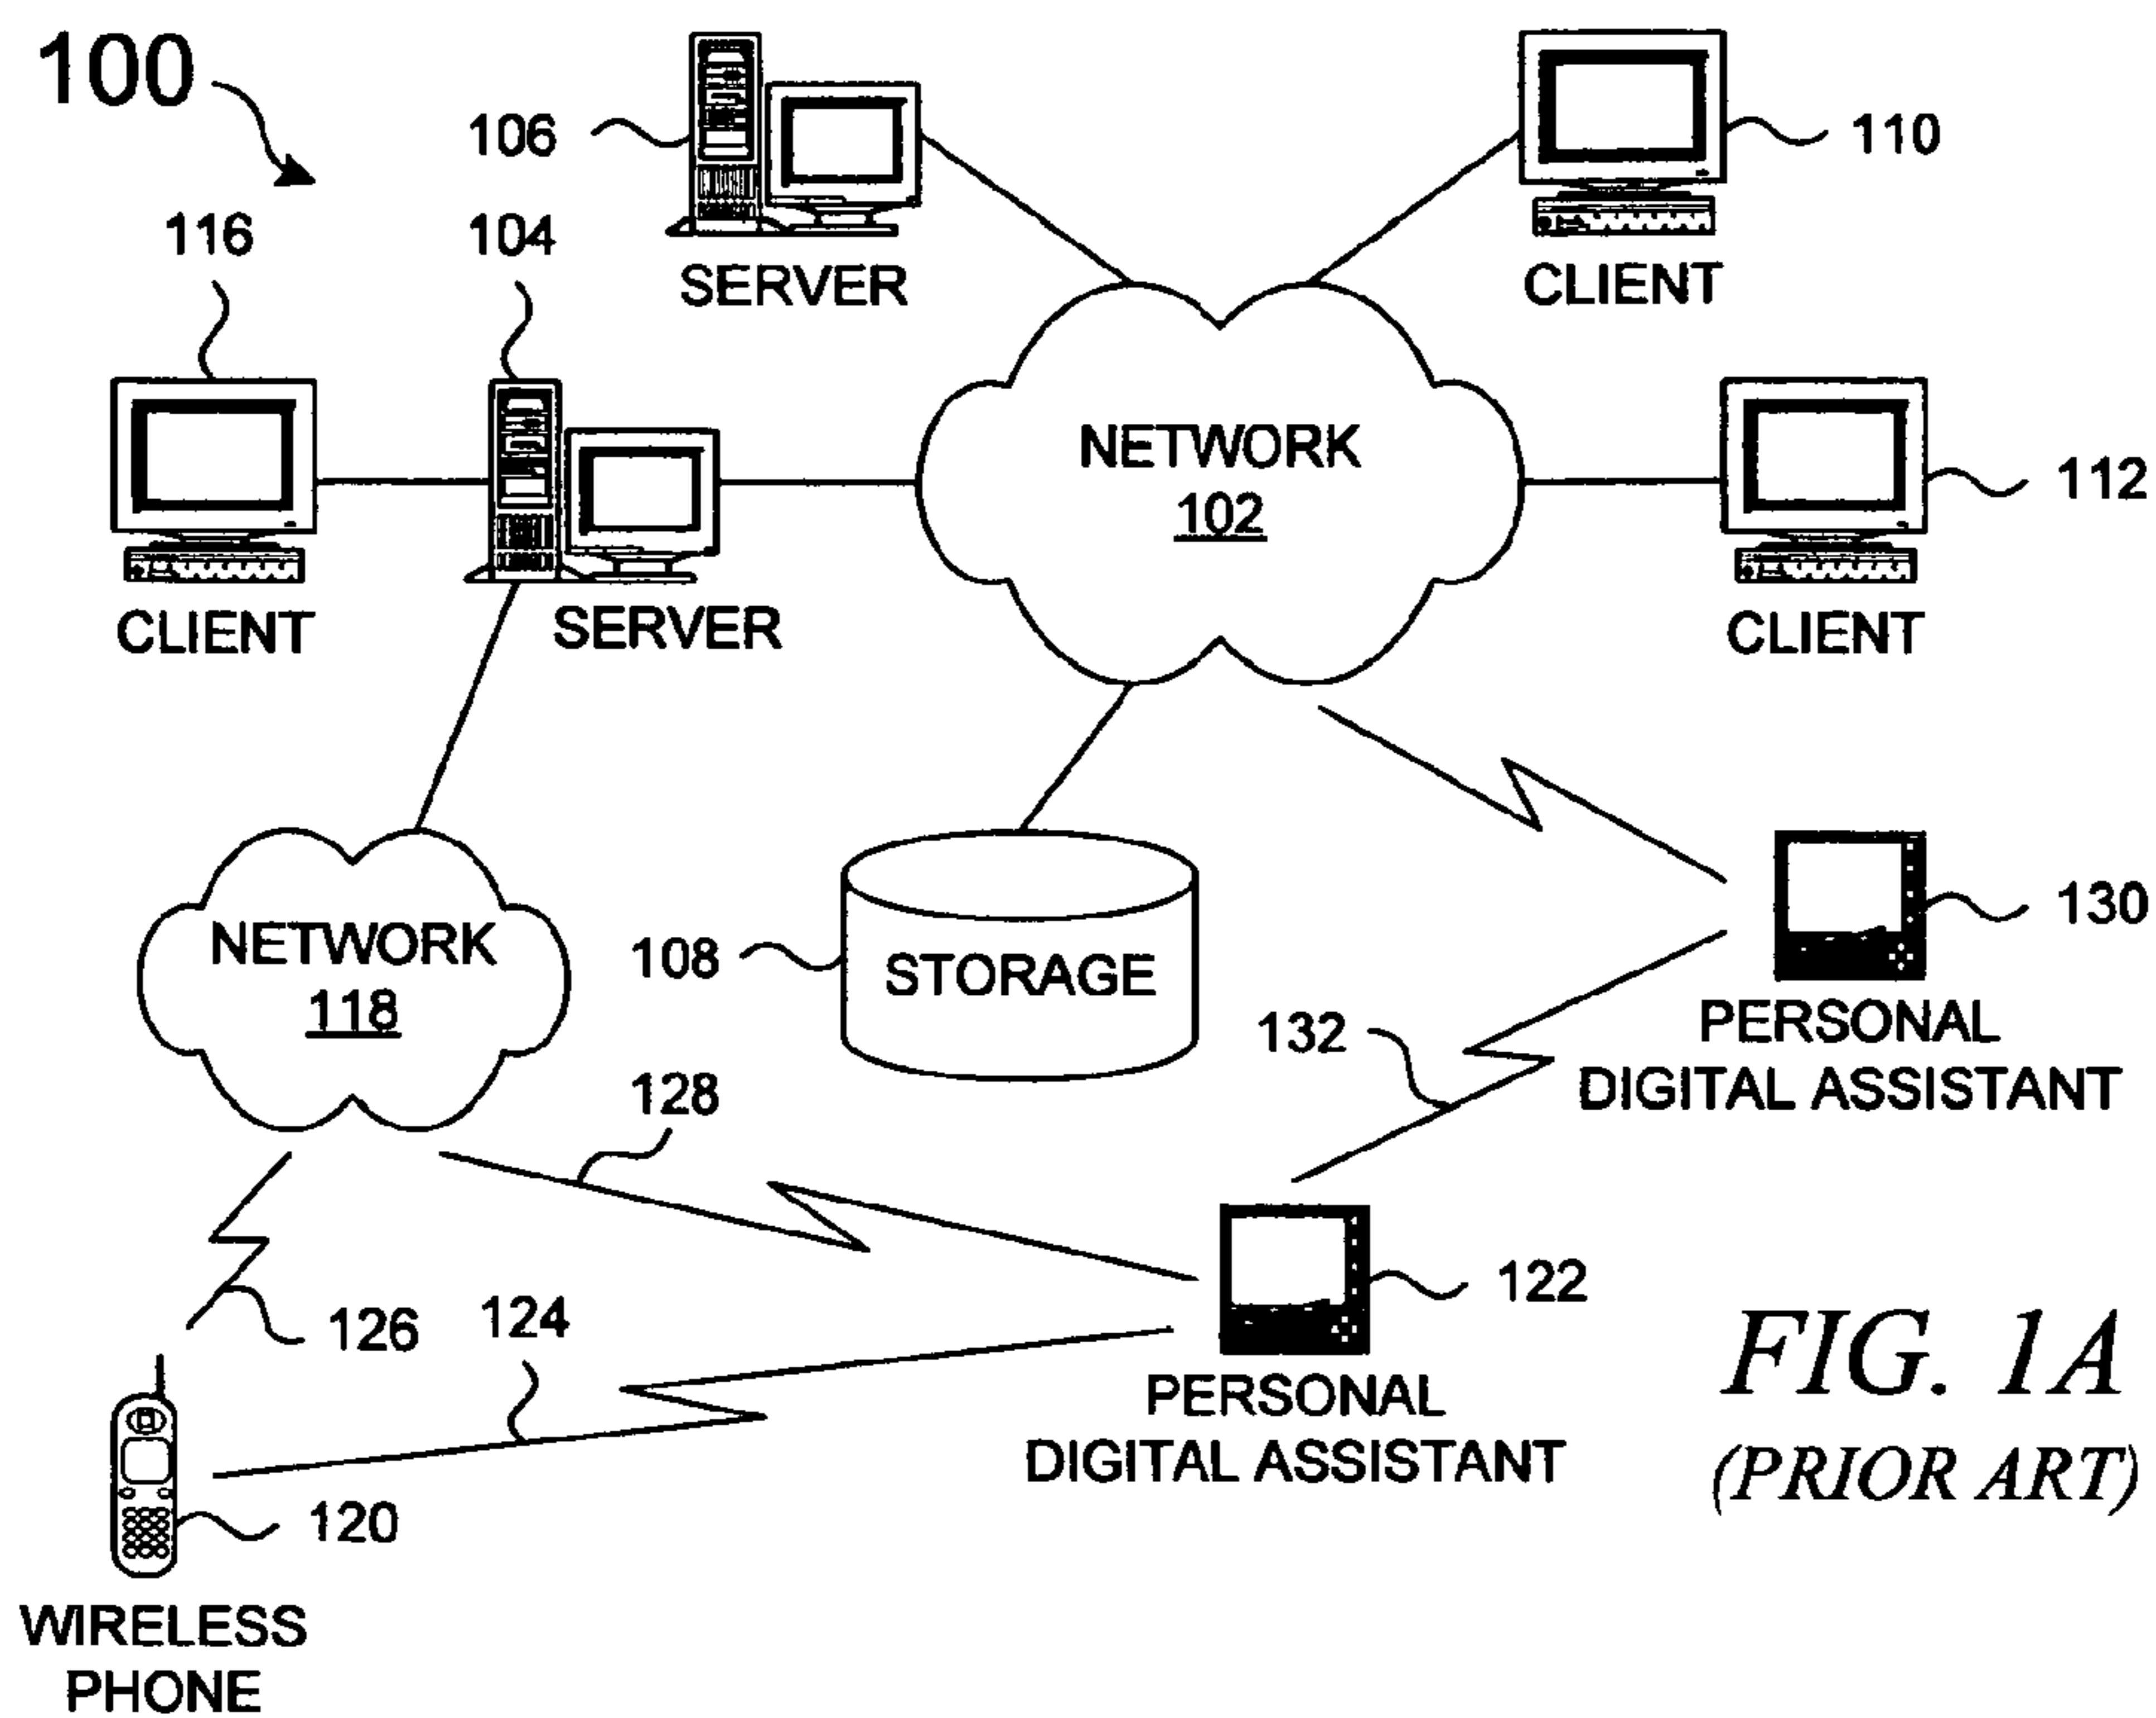 100
106
SERVER
110
CLIENT
116
CLIENT
104
SERVER
NETWORK
102
112
CLIENT
NETWORK
118
108
STORAGE
130
PERSONAL
DIGITAL ASSISTANT
132
128
126
124
122
PERSONAL
DIGITAL ASSISTANT
120
WIRELESS
PHONE
FIG. 1A
(PRIOR ART)